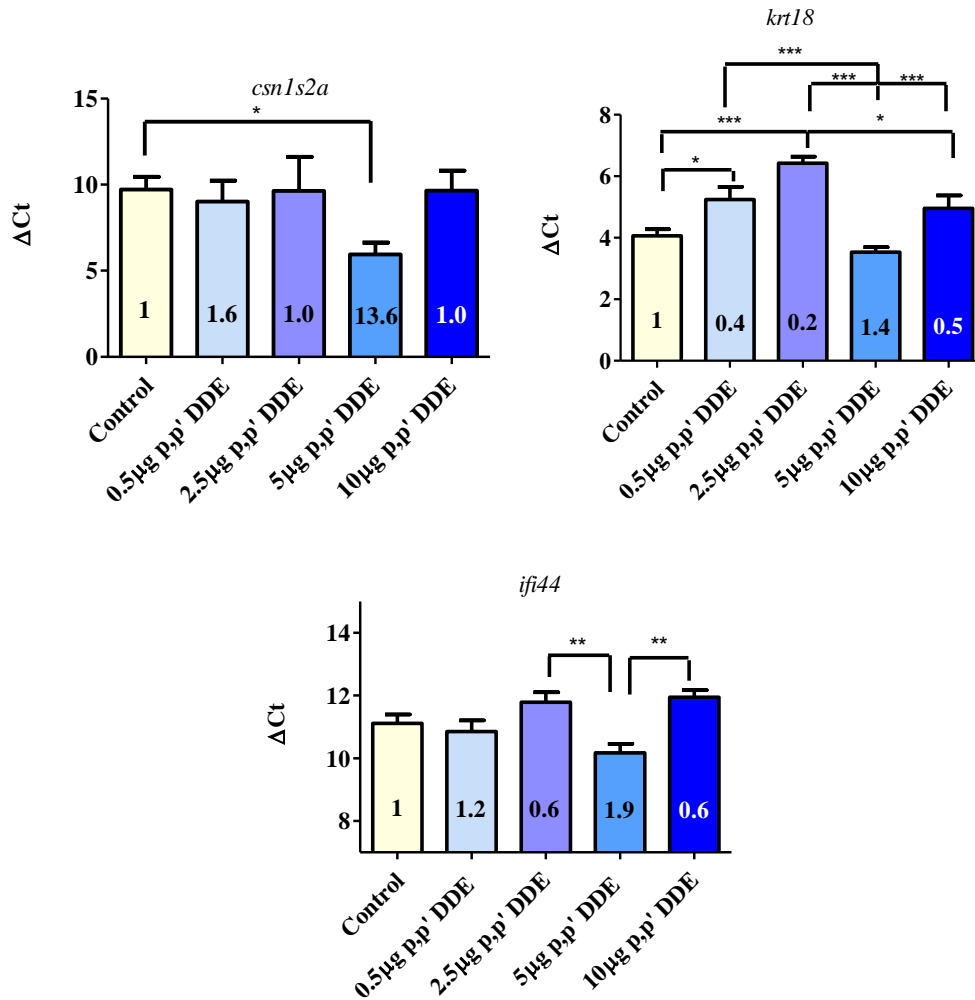 csn1s2a
*
15
10
5
0
ΔCt
1
1.6
1.0
13.6
1.0
Control
0.5µg p,p' DDE
2.5µg p,p' DDE
5µg p,p' DDE
10µg p,p' DDE
krt18
***
*** ***
*** *
*
8
6
4
2
0
ΔCt
1
0.4
0.2
1.4
0.5
Control
0.5µg p,p' DDE
2.5µg p,p' DDE
5µg p,p' DDE
10µg p,p' DDE
ifi44
** **
14
12
10
8
ΔCt
1
1.2
0.6
1.9
0.6
Control
0.5µg p,p' DDE
2.5µg p,p' DDE
5µg p,p' DDE
10µg p,p' DDE